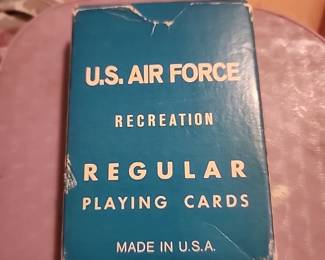 U.S. AIR FORCE
RECREATION
REGULAR
PLAYING CARDS
MADE IN U.S.A.